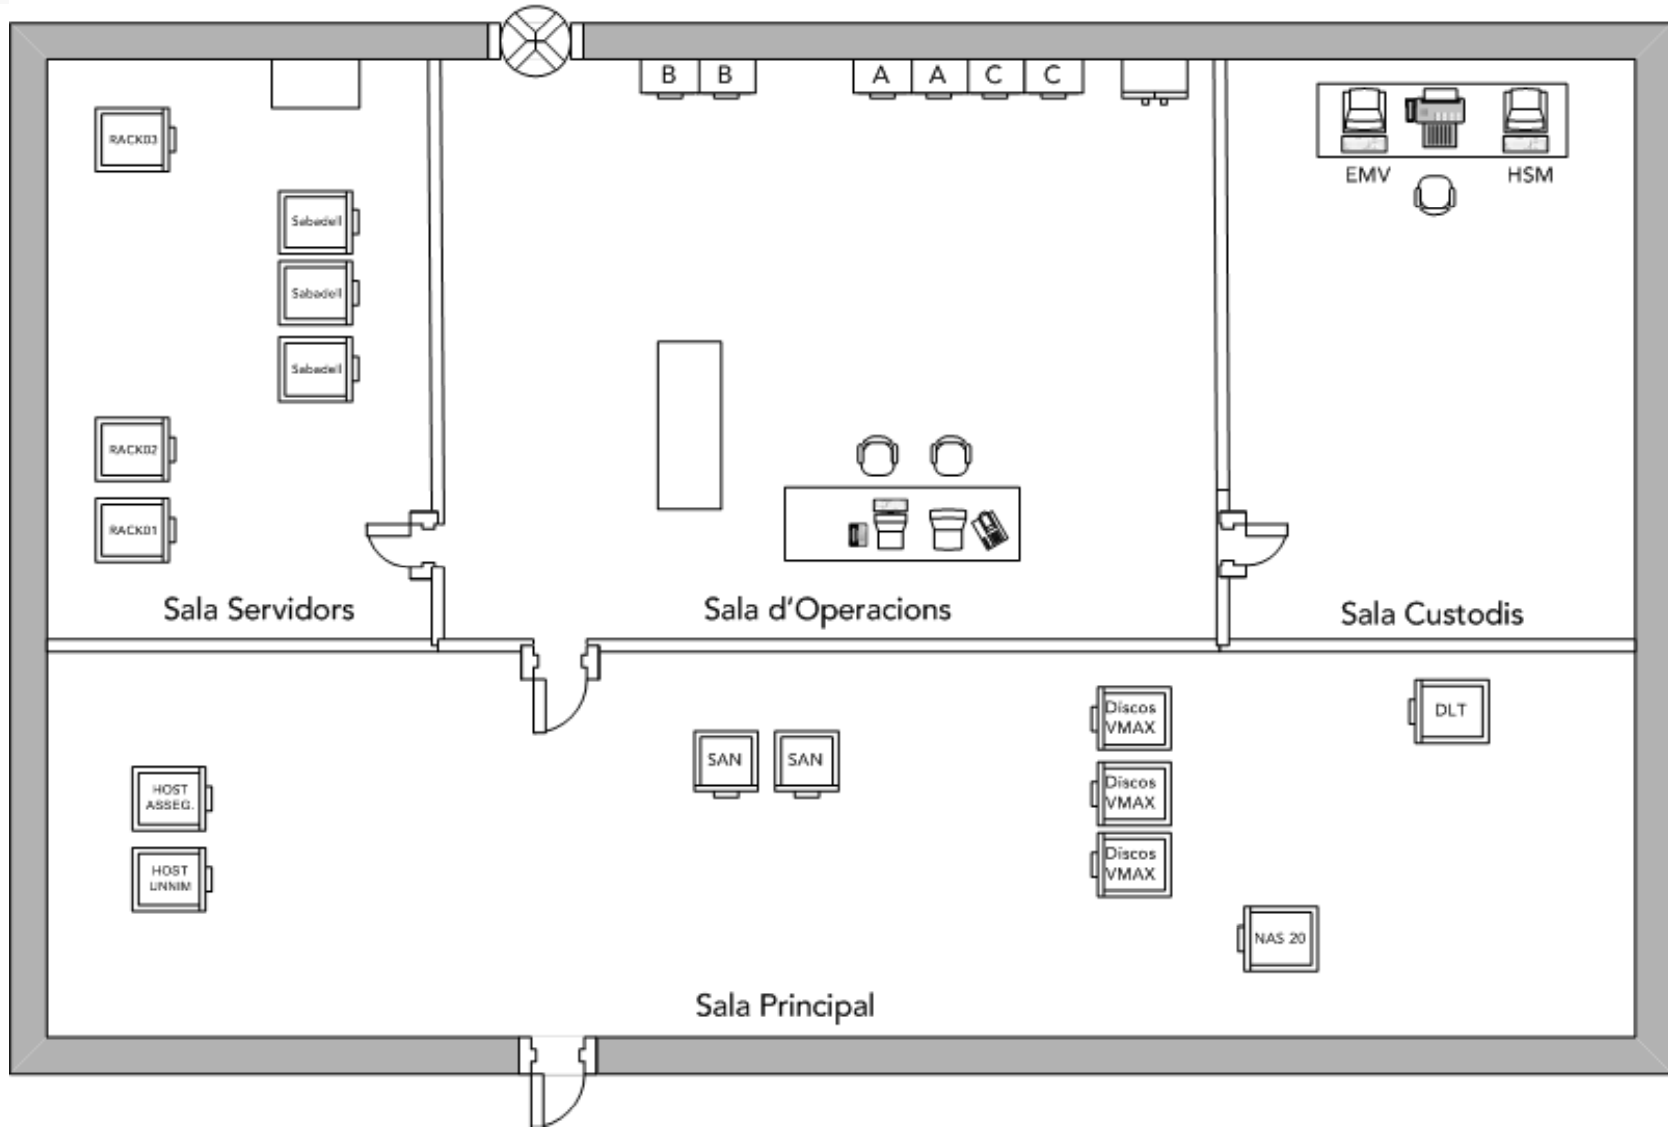 B B A A C C
RACK03
EMV
HSM
Sabadell
Sabadell
Sabadell
RACK02
RACK01
Sala Servidors
Sala d'Operacions
Sala Custodis
Discos
VMAX
DLT
SAN
SAN
HOST
ASSEG.
Discos
VMAX
HOST
UNNIM
Discos
VMAX
NAS 20
Sala Principal